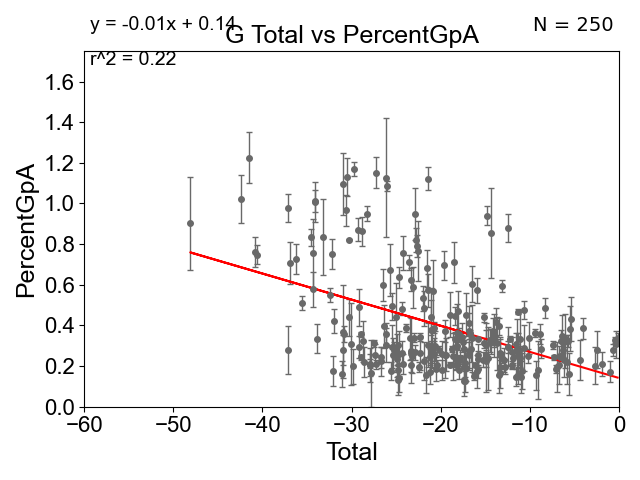 y = -0.01x + 0.14
N = 250
G Total vs PercentGpA
r^2 = 0.22
PercentGpA
1.6
1.4
1.2
1.0
0.8
0.6
0.4
0.2
0.0
−60 −50 −40 −30 −20 −10 0
Total